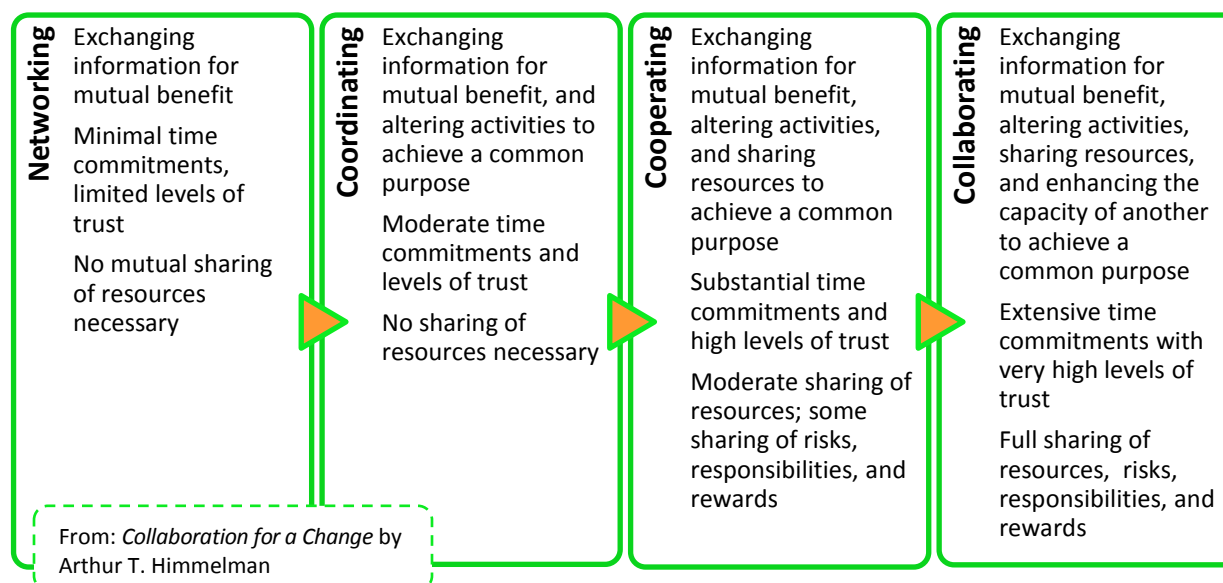 Networking
Exchanging
information for
mutual benefit
Minimal time
commitments,
limited levels of
trust
No mutual sharing
of resources
necessary
Coordinating
Exchanging
information for
mutual benefit, and
altering activities to
achieve a common
purpose
Moderate time
commitments and
levels of trust
No sharing of
resources necessary
Cooperating
Exchanging
information for
mutual benefit,
altering activities,
and sharing
resources to
achieve a common
purpose
Substantial time
commitments and
high levels of trust
Moderate sharing of
resources; some
sharing of risks,
responsibilities, and
rewards
Collaborating
Exchanging
information for
mutual benefit,
altering activities,
sharing resources,
and enhancing the
capacity of another
to achieve a
common purpose
Extensive time
commitments with
very high levels of
trust
Full sharing of
resources,  risks,
responsibilities, and
rewards
From: Collaboration for a Change by
Arthur T. Himmelman